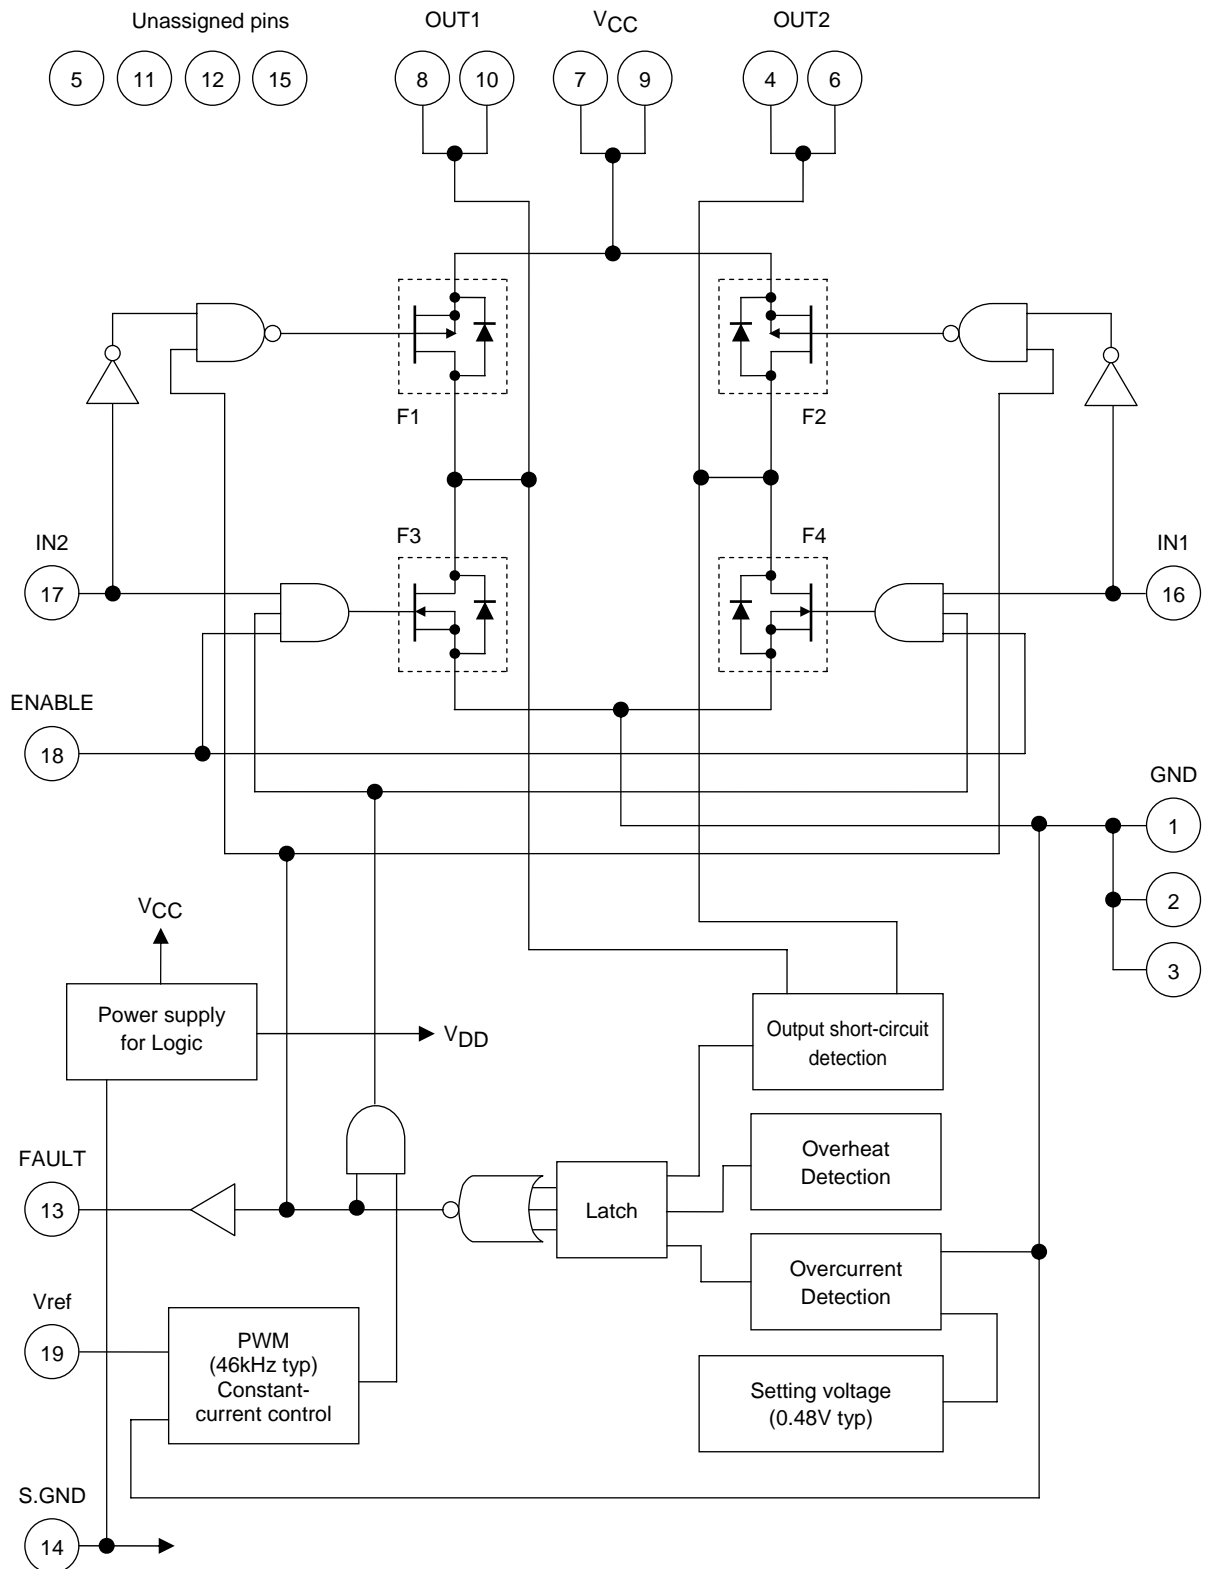 Unassigned pins
OUT1
VCC
OUT2
5
11
12
15
8
10
7
9
4
6
F1
F2
F3
F4
IN2
17
IN1
16
ENABLE
18
GND
1
2
3
VCC
Power supply
for Logic
VDD
Output short-circuit
detection
Overheat
Detection
FAULT
13
Latch
Overcurrent
Detection
Vref
19
PWM
(46kHz typ)
Constant-
current control
Setting voltage
(0.48V typ)
S.GND
14